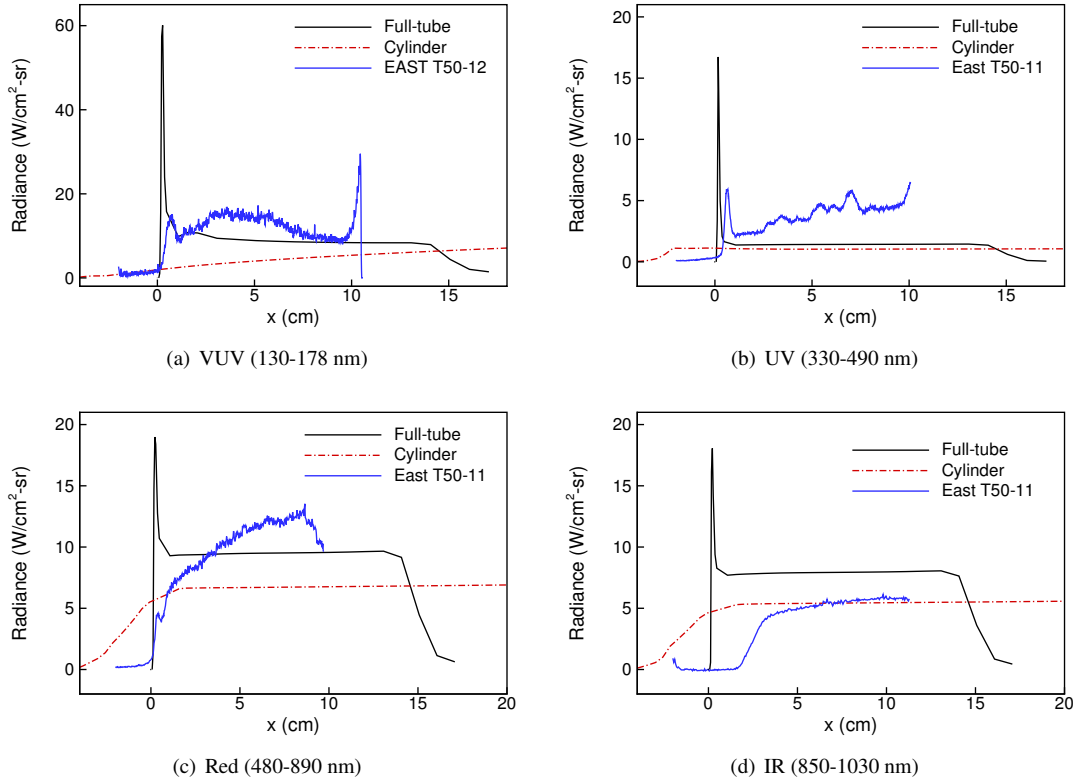 Radiance (W/cm²-sr)
60
40
20
0
Full-tube
Cylinder
EAST T50-12
0 5 10 15
x (cm)
(a) VUV (130-178 nm)
Radiance (W/cm²-sr)
20
15
10
5
0
Full-tube
Cylinder
East T50-11
0 5 10 15
x (cm)
(b) UV (330-490 nm)
Radiance (W/cm²-sr)
20
15
10
5
0
Full-tube
Cylinder
East T50-11
0 5 10 15 20
x (cm)
(c) Red (480-890 nm)
Radiance (W/cm²-sr)
20
15
10
5
0
Full-tube
Cylinder
East T50-11
0 5 10 15 20
x (cm)
(d) IR (850-1030 nm)